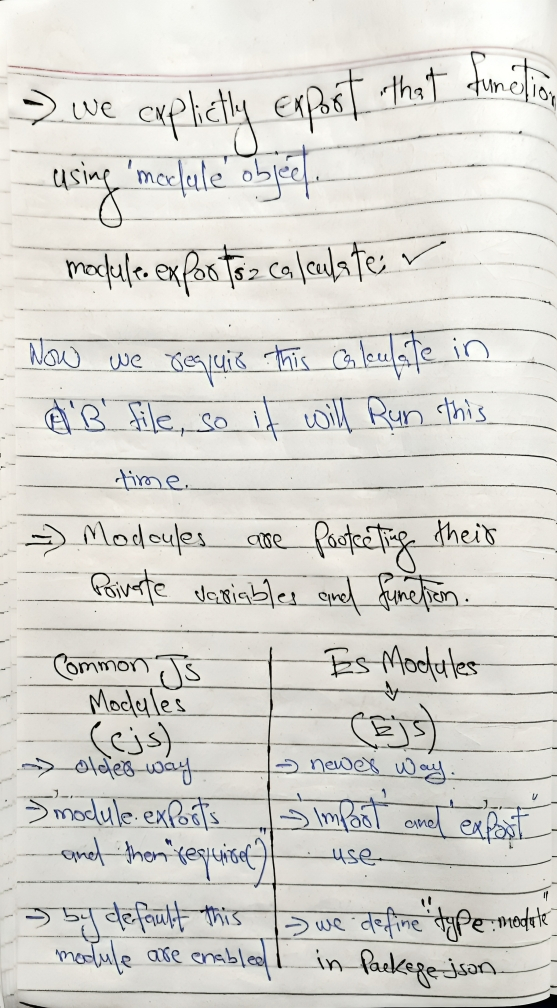 → we explictly export that function
using 'module' object.
module.exports = calculate; ✓
Now we requir this calculate in
'B' file, so it will Run this
time.
⇒ Modoules are Protecting their
Private variables and function.
Common Js
Modules
(cjs)
→ older way
→ 'module.exports
and then "require()"
→ by default this
module are enabled
Es Modules
↓
(Ejs)
→ newer way.
→ 'import' and 'export"
use.
→ we define "type:module"
in Packege.json